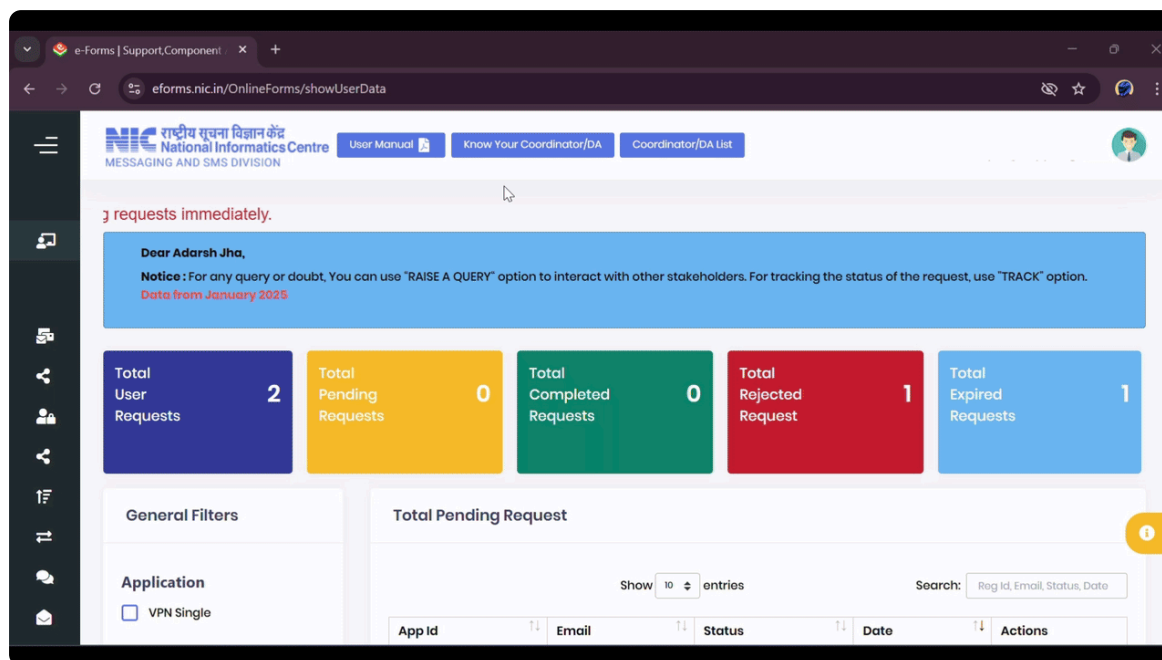 e-Forms | Support,Component
eforms.nic.in/OnlineForms/showUserData
NIC राष्ट्रीय सूचना विज्ञान केंद्र
National Informatics Centre
MESSAGING AND SMS DIVISION
User Manual
Know Your Coordinator/DA
Coordinator/DA List
requests immediately.
Dear Adarsh Jha,
Notice : For any query or doubt, You can use "RAISE A QUERY" option to interact with other stakeholders. For tracking the status of the request, use "TRACK" option.
Data from January 2025
Total
User
Requests
2
Total
Pending
Requests
0
Total
Completed
Requests
0
Total
Rejected
Request
1
Total
Expired
Requests
1
General Filters
Application
VPN Single
Total Pending Request
Show 10 entries
Search: Reg Id, Email, Status, Date
App Id Email Status Date Actions